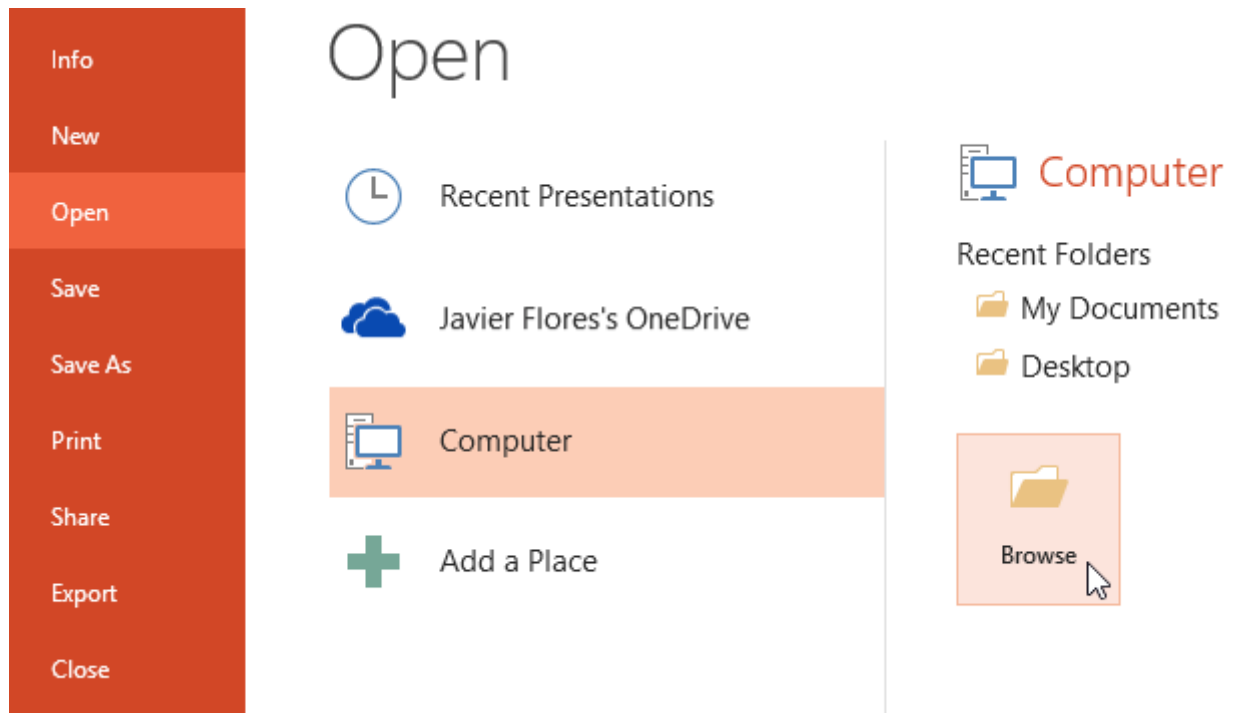 Info
New
Open
Save
Save As
Print
Share
Export
Close
Open
Recent Presentations
Javier Flores's OneDrive
Computer
Add a Place
Computer
Recent Folders
My Documents
Desktop
Browse